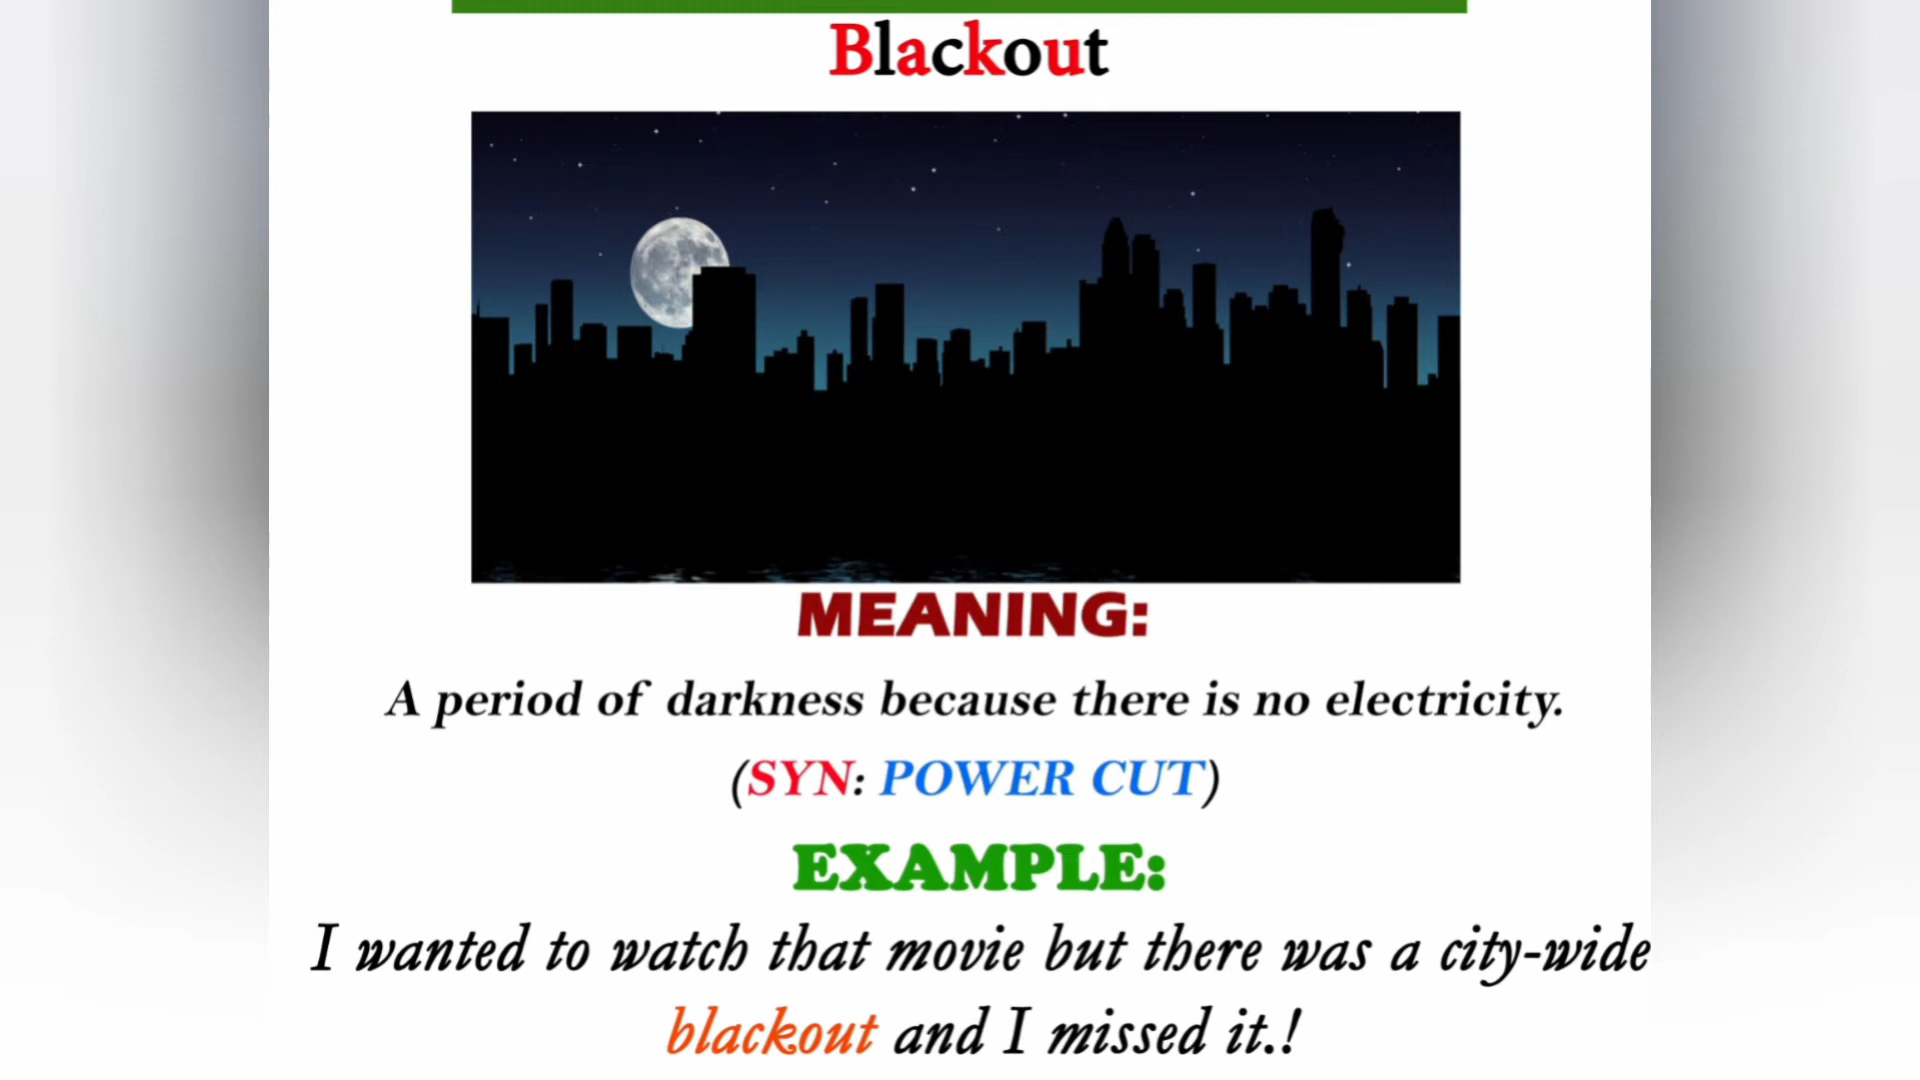 Blackout
MEANING:
A period of darkness because there is no electricity.
(SYN: POWER CUT)
EXAMPLE:
I wanted to watch that movie but there was a city-wide
blackout and I missed it.!